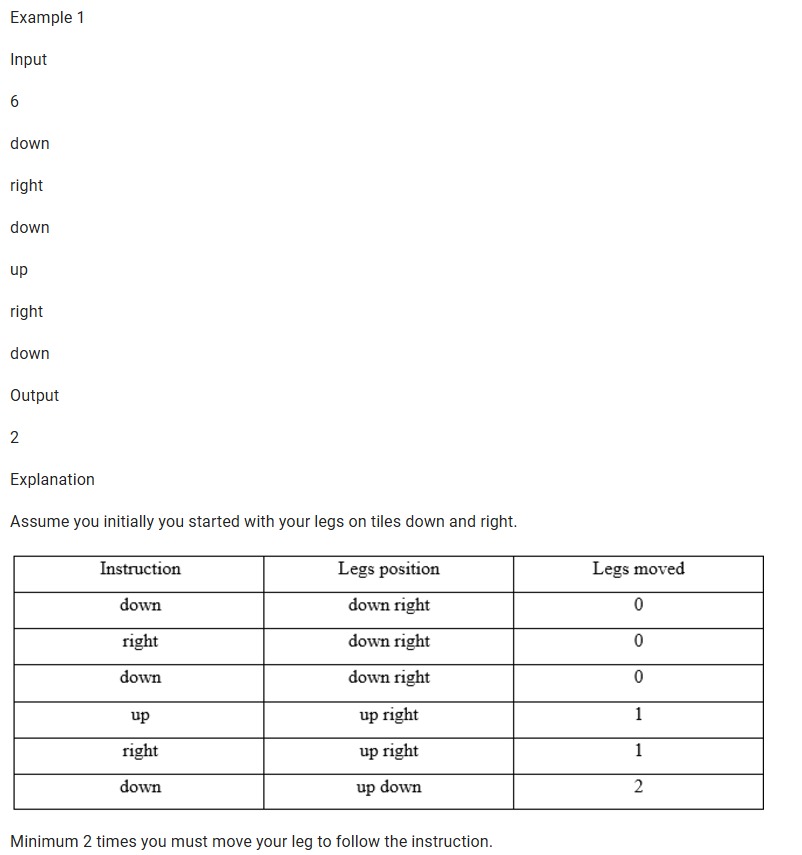 Example 1
Input
6
down
right
down
up
right
down
Output
2
Explanation
Assume you initially you started with your legs on tiles down and right.
Instruction Legs position Legs moved
down down right 0
right down right 0
down down right 0
up up right 1
right up right 1
down up down 2
Minimum 2 times you must move your leg to follow the instruction.